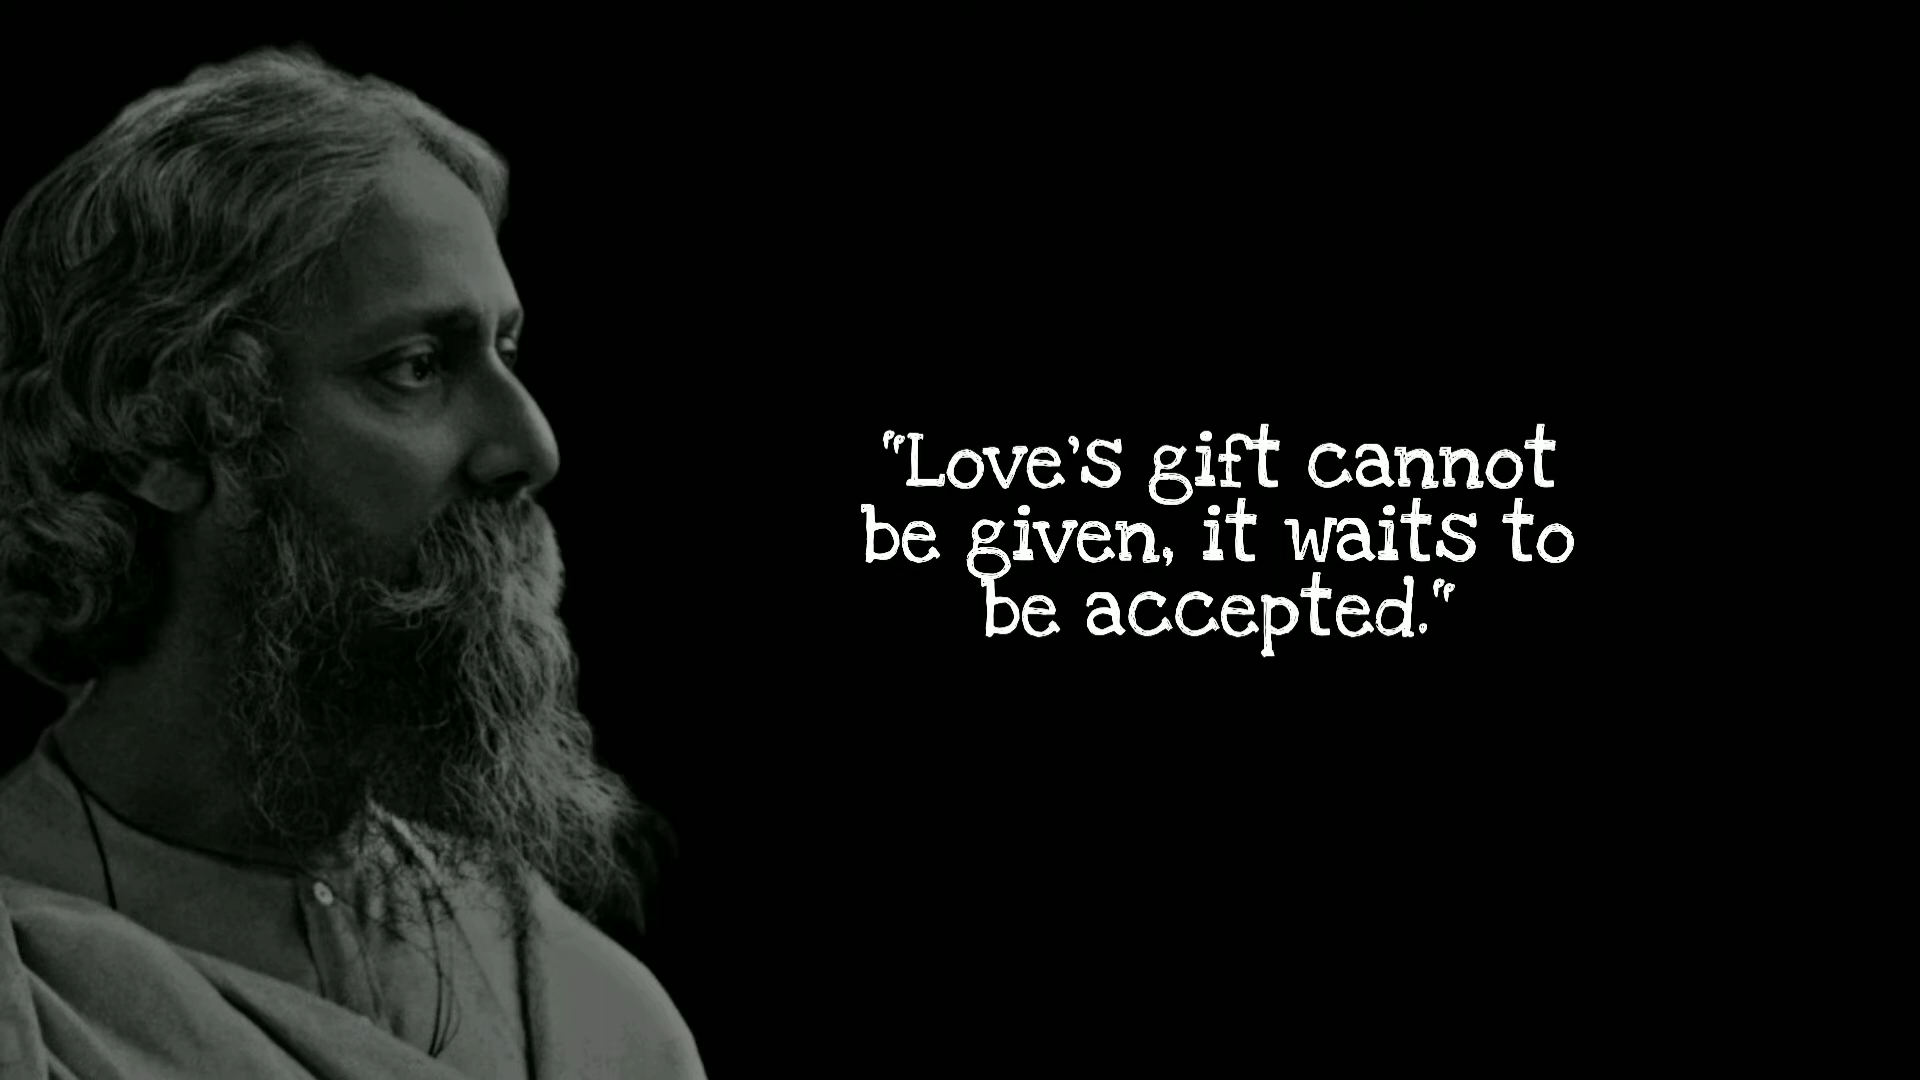 "Love's gift cannot
be given, it waits to
be accepted."